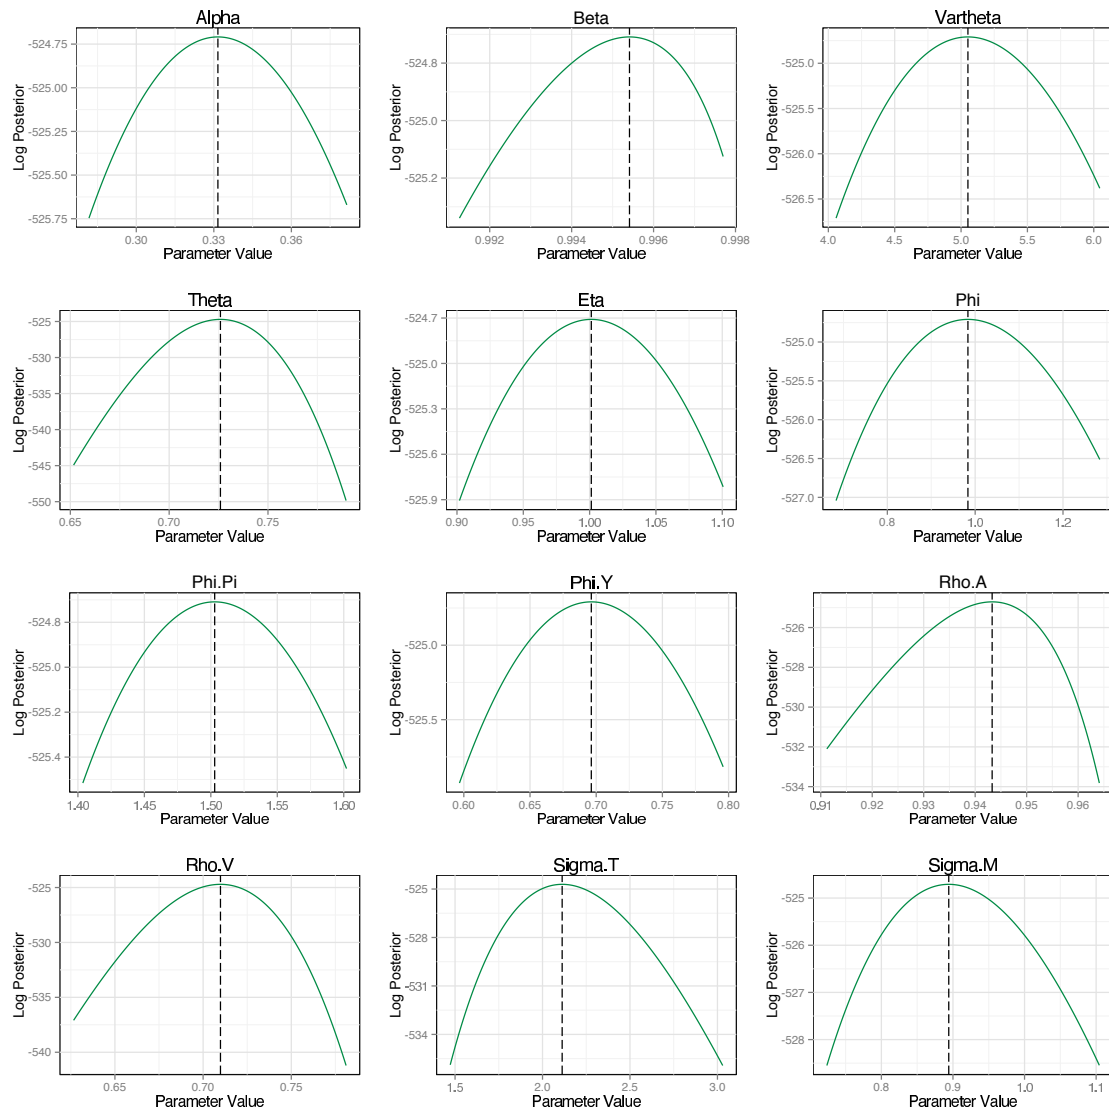 Alpha
Log Posterior
-524.75
-525.00
-525.25
-525.50
-525.75
0.30 0.33 0.36
Parameter Value
Beta
Log Posterior
-524.8
-525.0
-525.2
0.992 0.994 0.996 0.998
Parameter Value
Vartheta
Log Posterior
-525.0
-525.5
-526.0
-526.5
4.0 4.5 5.0 5.5 6.0
Parameter Value
Theta
Log Posterior
-525
-530
-535
-540
-545
-550
0.65 0.70 0.75
Parameter Value
Eta
Log Posterior
-524.7
-525.0
-525.3
-525.6
-525.9
0.90 0.95 1.00 1.05 1.10
Parameter Value
Phi
Log Posterior
-525.0
-525.5
-526.0
-526.5
-527.0
0.8 1.0 1.2
Parameter Value
Phi.Pi
Log Posterior
-524.8
-525.0
-525.2
-525.4
1.40 1.45 1.50 1.55 1.60
Parameter Value
Phi.Y
Log Posterior
-525.0
-525.5
0.60 0.65 0.70 0.75 0.80
Parameter Value
Rho.A
Log Posterior
-526
-528
-530
-532
-534
0.91 0.92 0.93 0.94 0.95 0.96
Parameter Value
Rho.V
Log Posterior
-525
-530
-535
-540
0.65 0.70 0.75
Parameter Value
Sigma.T
Log Posterior
-525
-528
-531
-534
1.5 2.0 2.5 3.0
Parameter Value
Sigma.M
Log Posterior
-525
-526
-527
-528
0.8 0.9 1.0 1.1
Parameter Value